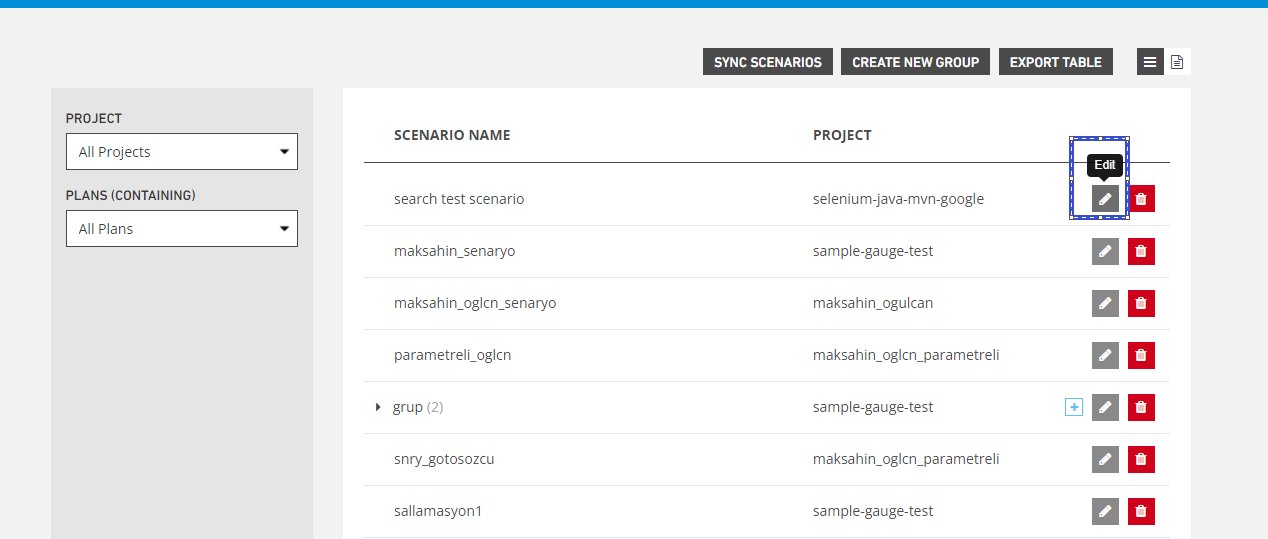 SYNC SCENARIOS CREATE NEW GROUP EXPORT TABLE
PROJECT
All Projects
PLANS (CONTAINING)
All Plans
SCENARIO NAME PROJECT
Edit
search test scenario selenium-java-mvn-google
maksahin_senaryo sample-gauge-test
maksahin_oglcn_senaryo maksahin_ogulcan
parametreli_oglcn maksahin_oglcn_parametreli
grup (2) sample-gauge-test
snry_gotosozcu maksahin_oglcn_parametreli
sallamasyon1 sample-gauge-test